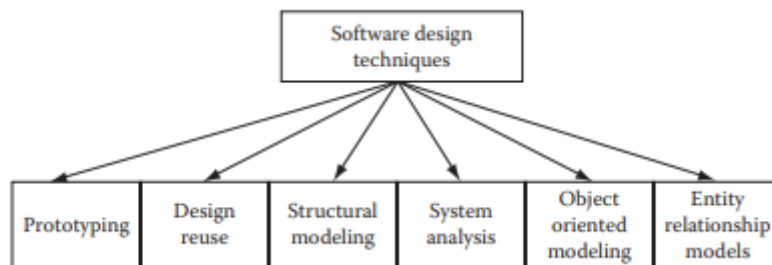 Software design
techniques
Prototyping
Design
reuse
Structural
modeling
System
analysis
Object
oriented
modeling
Entity
relationship
models